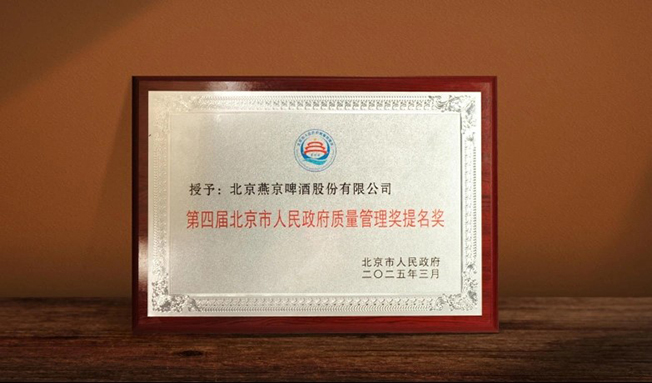 授予：北京燕京啤酒股份有限公司
第四届北京市人民政府质量管理奖提名奖
北京市人民政府
二〇二五年三月